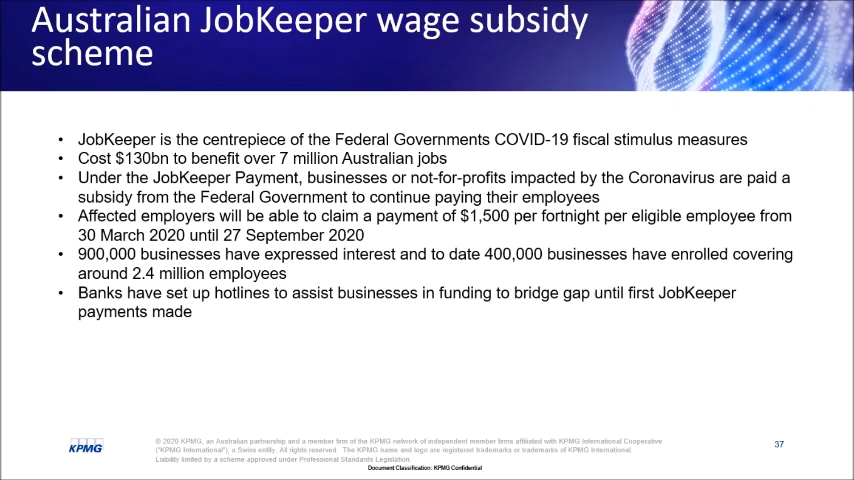 Australian JobKeeper wage subsidy
scheme
• JobKeeper is the centrepiece of the Federal Governments COVID-19 fiscal stimulus measures
• Cost $130bn to benefit over 7 million Australian jobs
• Under the JobKeeper Payment, businesses or not-for-profits impacted by the Coronavirus are paid a
subsidy from the Federal Government to continue paying their employees
• Affected employers will be able to claim a payment of $1,500 per fortnight per eligible employee from
30 March 2020 until 27 September 2020
• 900,000 businesses have expressed interest and to date 400,000 businesses have enrolled covering
around 2.4 million employees
• Banks have set up hotlines to assist businesses in funding to bridge gap until first JobKeeper
payments made
KPMG
© 2020 KPMG, an Australian partnership and a member firm of the KPMG network of independent member firms affiliated with KPMG International Cooperative
("KPMG International"), a Swiss entity. All rights reserved. The KPMG name and logo are registered trademarks or trademarks of KPMG International.
Liability limited by a scheme approved under Professional Standards Legislation.
37
Document Classification: KPMG Confidential